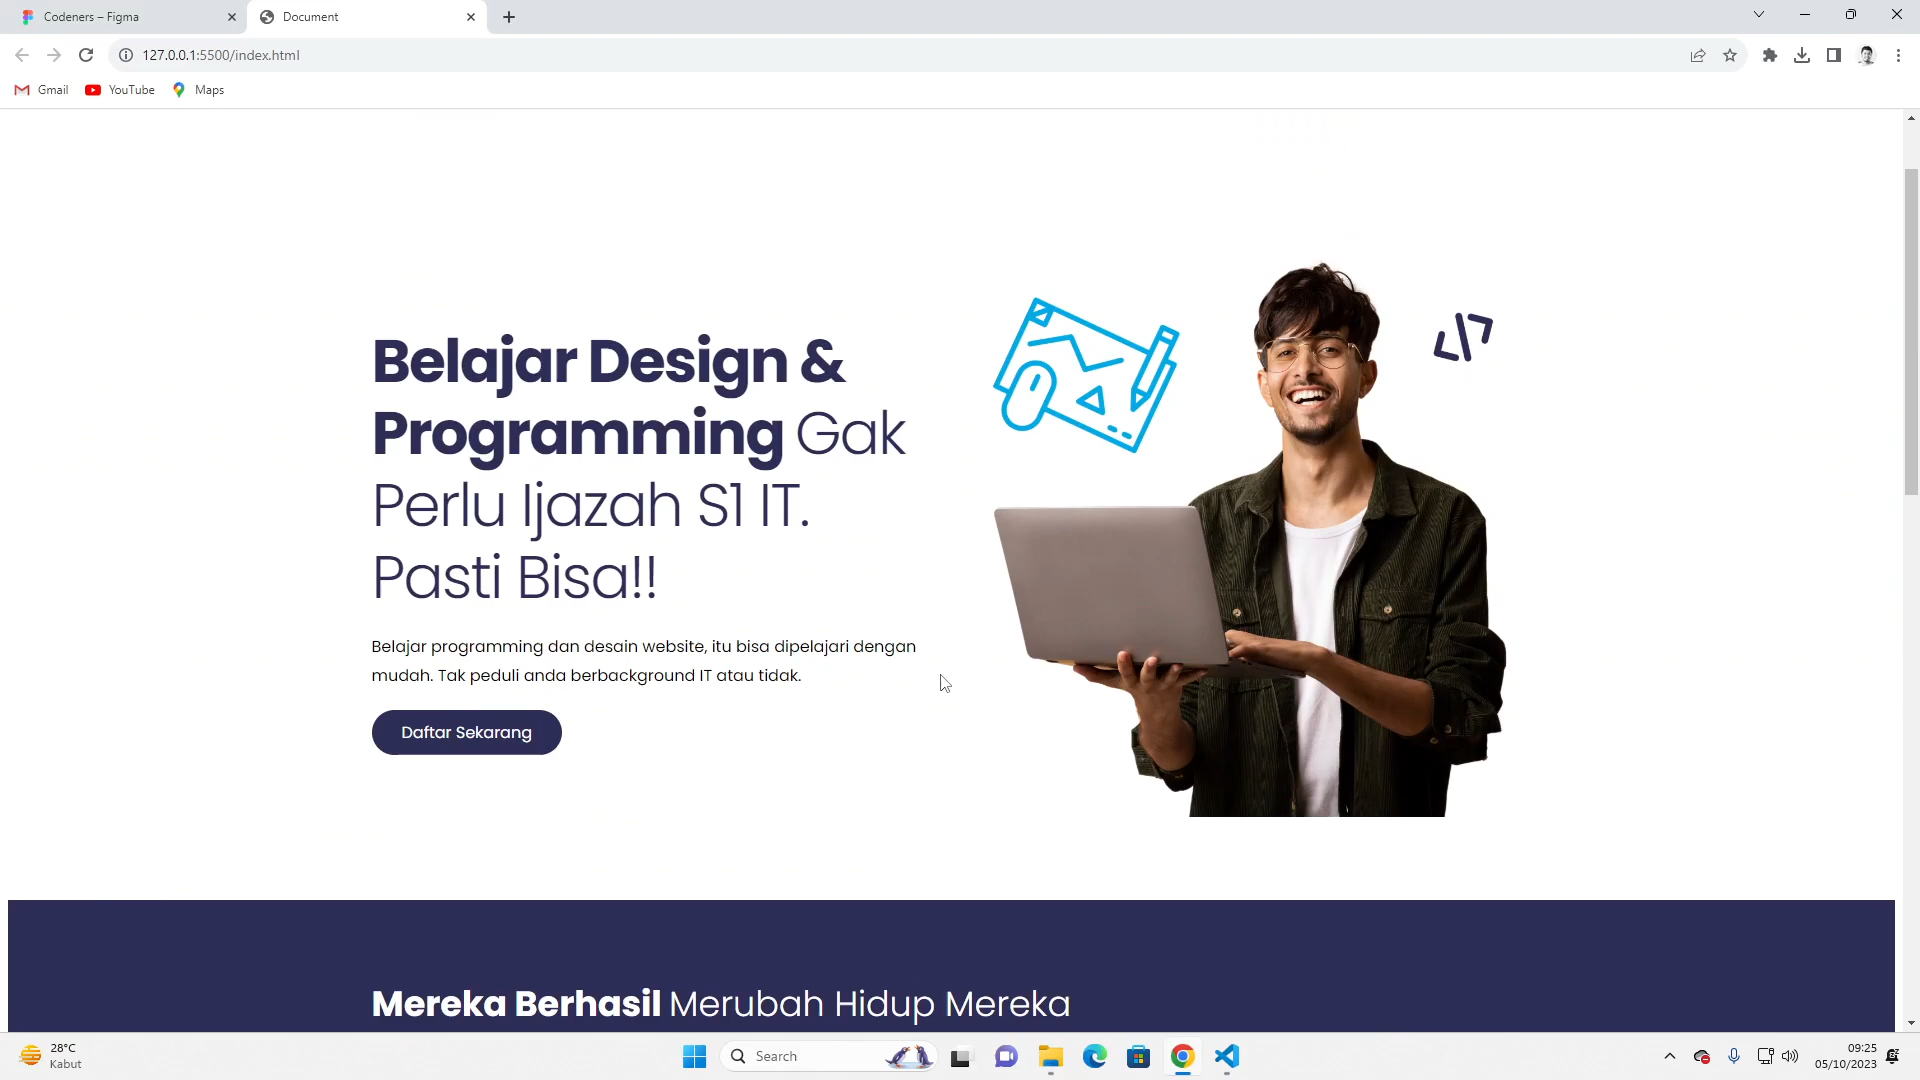 Codeners – Figma
Document
127.0.0.1:5500/index.html
Gmail
YouTube
Maps
Belajar Design &
Programming Gak
Perlu Ijazah S1 IT.
Pasti Bisa!!
Belajar programming dan desain website, itu bisa dipelajari dengan
mudah. Tak peduli anda berbackground IT atau tidak.
Daftar Sekarang
Mereka Berhasil Merubah Hidup Mereka
28°C
Kabut
Search
09:25
05/10/2023